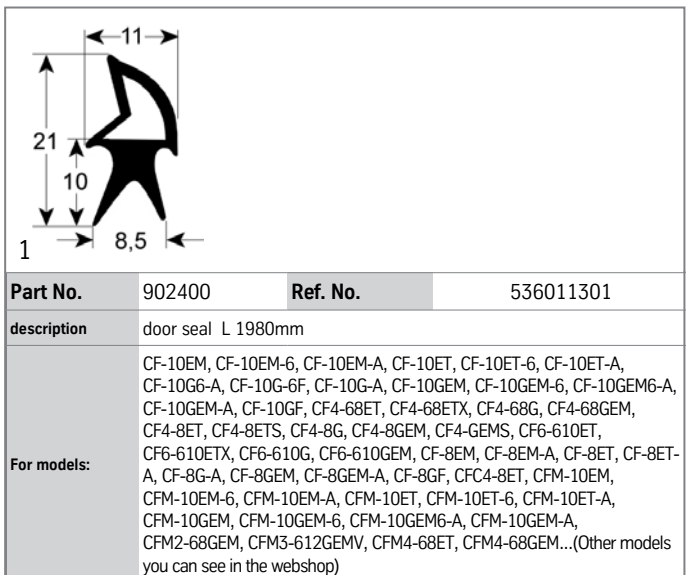 11
21
10
8,5
1
Part No. 902400 Ref. No. 536011301
description door seal L 1980mm
For models:
CF-10EM, CF-10EM-6, CF-10EM-A, CF-10ET, CF-10ET-6, CF-10ET-A,
CF-10G6-A, CF-10G-6F, CF-10G-A, CF-10GEM, CF-10GEM-6, CF-10GEM6-A,
CF-10GEM-A, CF-10GF, CF4-68ET, CF4-68ETX, CF4-68G, CF4-68GEM,
CF4-8ET, CF4-8ETS, CF4-8G, CF4-8GEM, CF4-GEMS, CF6-610ET,
CF6-610ETX, CF6-610G, CF6-610GEM, CF-8EM, CF-8EM-A, CF-8ET, CF-8ET-
A, CF-8G-A, CF-8GEM, CF-8GEM-A, CF-8GF, CFC4-8ET, CFM-10EM,
CFM-10EM-6, CFM-10EM-A, CFM-10ET, CFM-10ET-6, CFM-10ET-A,
CFM-10GEM, CFM-10GEM-6, CFM-10GEM6-A, CFM-10GEM-A,
CFM2-68GEM, CFM3-612GEMV, CFM4-68ET, CFM4-68GEM...(Other models
you can see in the webshop)